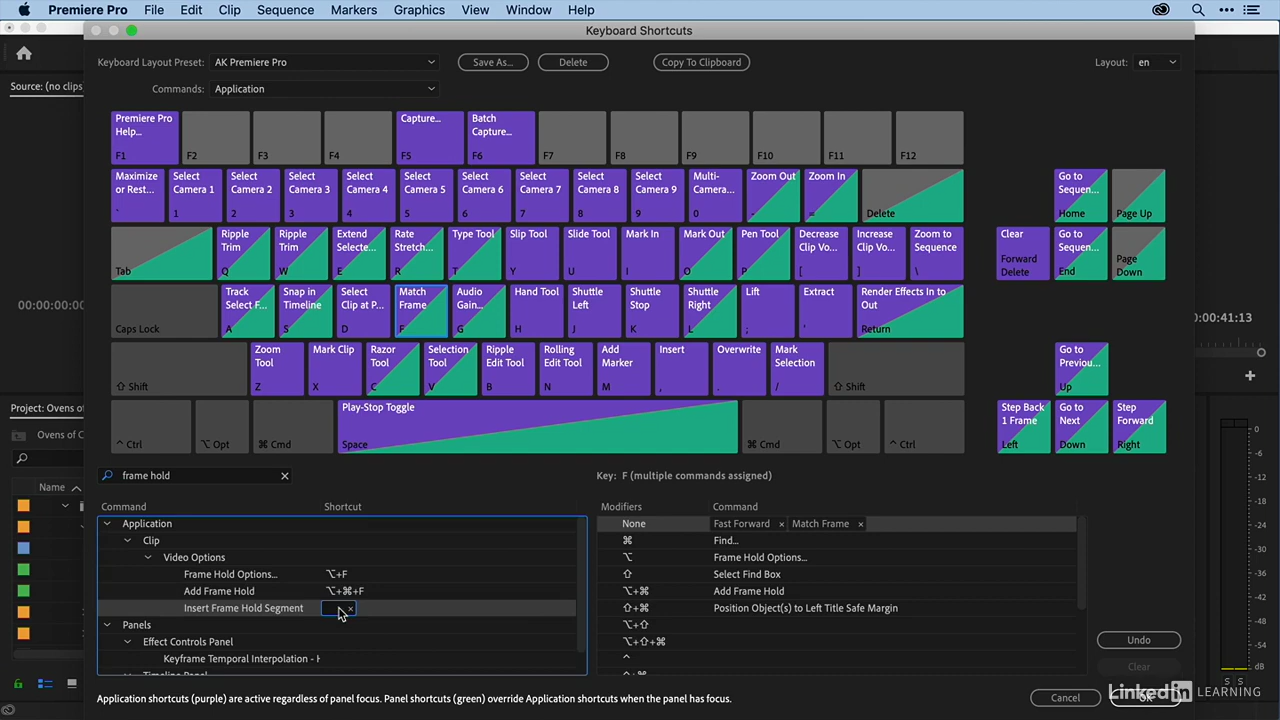 Premiere Pro File Edit Clip Sequence Markers Graphics View Window Help
Keyboard Shortcuts
Keyboard Layout Preset: AK Premiere Pro Save As... Delete Copy To Clipboard Layout: en
Commands: Application
Source: (no clips
Premiere Pro Help... F1
F2
F3
F4
Capture... F5
Batch Capture... F6
F7
F8
F9
F10
F11
F12
Maximize or Rest... `
Select Camera 1 1
Select Camera 2 2
Select Camera 3 3
Select Camera 4 4
Select Camera 5 5
Select Camera 6 6
Select Camera 7 7
Select Camera 8 8
Select Camera 9 9
Multi-Camera... 0
Zoom Out -
Zoom In =
Delete
Go to Sequen... Home
Page Up
Tab
Ripple Trim Q
Ripple Trim W
Extend Selecte... E
Rate Stretch... R
Type Tool T
Slip Tool Y
Slide Tool U
Mark In I
Mark Out O
Pen Tool P
Decrease Clip Vo... [
Increase Clip Vo... ]
Zoom to Sequence \
Clear Forward Delete
Go to Sequen... End
Page Down
Caps Lock
Track Select F... A
Snap in Timeline S
Select Clip at P... D
Match Frame F
Audio Gain... G
Hand Tool H
Shuttle Left J
Shuttle Stop K
Shuttle Right L
Lift ;
Extract '
Render Effects In to Out Return
00:00:00:00
00:00:41:13
⇧ Shift
Zoom Tool Z
Mark Clip X
Razor Tool C
Selection Tool V
Ripple Edit Tool B
Rolling Edit Tool N
Add Marker M
Insert ,
Overwrite .
Mark Selection /
⇧ Shift
Go to Previou... Up
Project: Ovens of C
Ovens of C
^ Ctrl
⌥ Opt
⌘ Cmd
Play-Stop Toggle Space
⌘ Cmd
⌥ Opt
^ Ctrl
Step Back 1 Frame Left
Go to Next Down
Step Forward Right
frame hold
Key: F (multiple commands assigned)
Name
Command Shortcut
Modifiers Command
Application
Clip
Video Options
Frame Hold Options... ⌥+F
Add Frame Hold ⌥+⌘+F
Insert Frame Hold Segment
Panels
Effect Controls Panel
Keyframe Temporal Interpolation - H
Timeline Panel
None Fast Forward × Match Frame ×
⌘ Find...
⌥ Frame Hold Options...
⇧ Select Find Box
⌥+⌘ Add Frame Hold
⇧+⌘ Position Object(s) to Left Title Safe Margin
⌥+⇧
⌥+⇧+⌘
^
^+⌘
Undo
Clear
Cancel
OK
0
-6
-12
-18
-24
-30
-36
-42
-48
-54
dB
S S
Application shortcuts (purple) are active regardless of panel focus. Panel shortcuts (green) override Application shortcuts when the panel has focus.
LinkedIn LEARNING